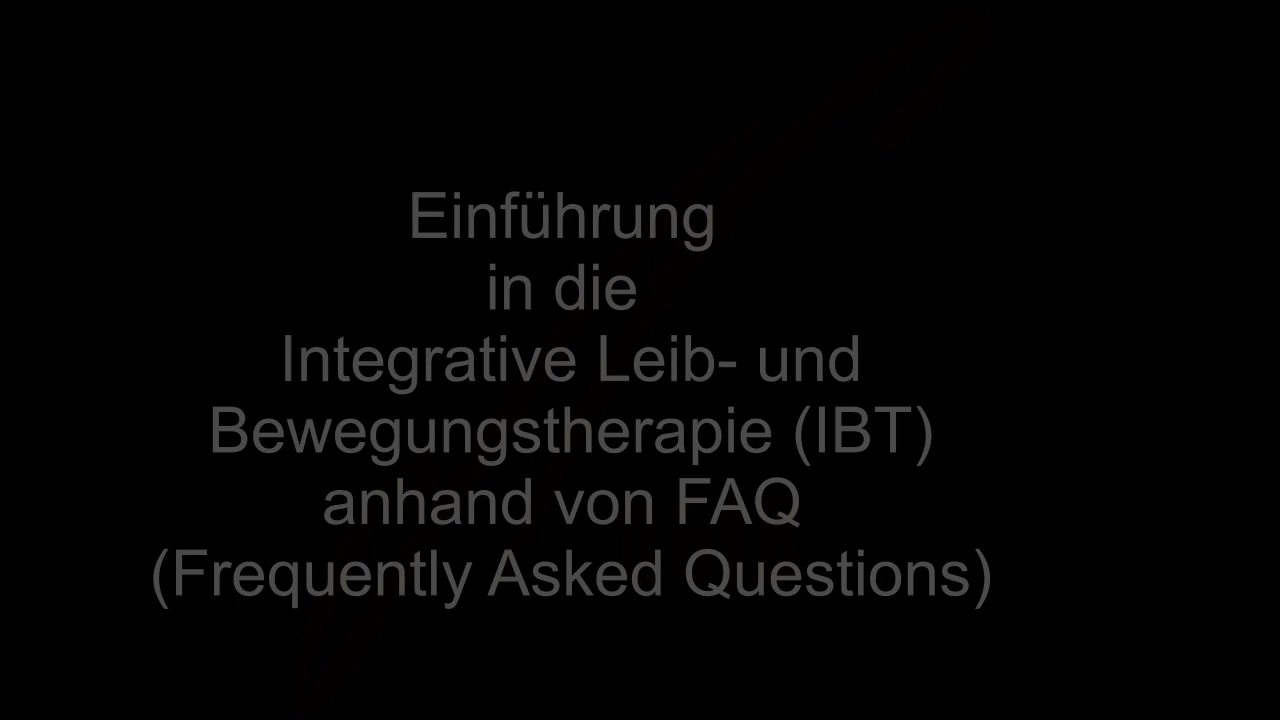 Einführung
in die
Integrative Leib- und
Bewegungstherapie (IBT)
anhand von FAQ
(Frequently Asked Questions)